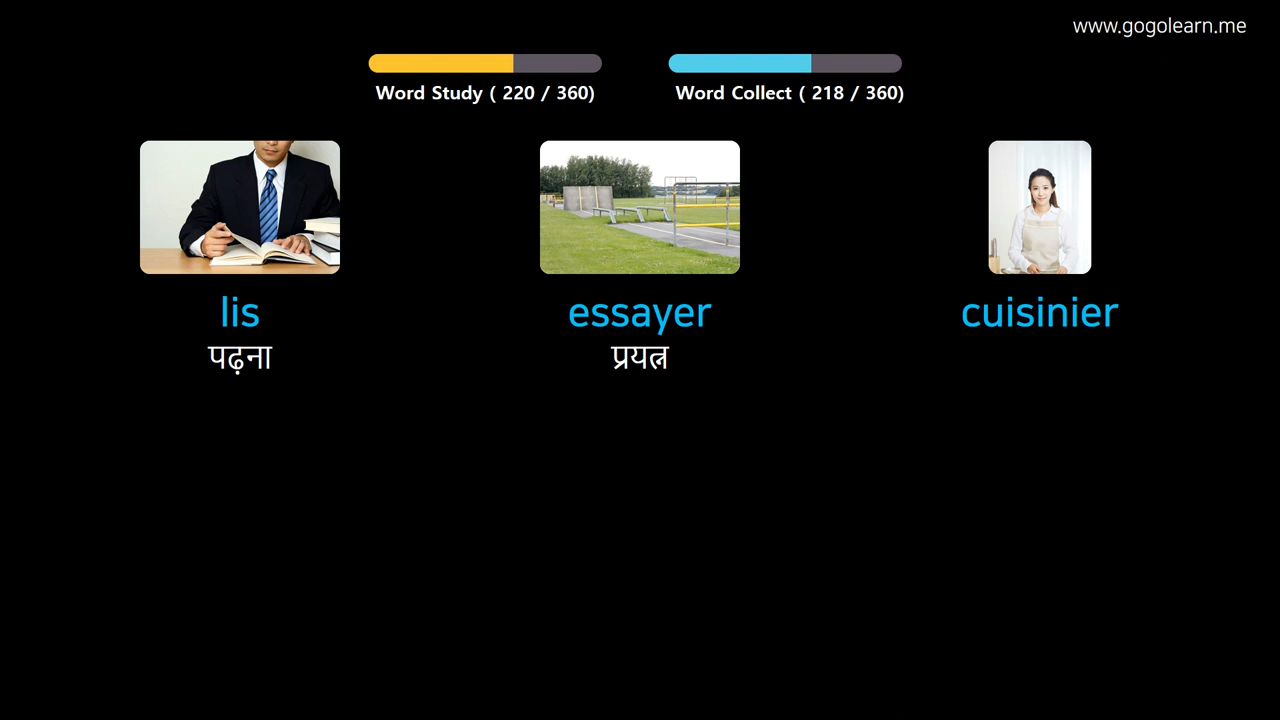 www.gogolearn.me
Word Study ( 220 / 360)
Word Collect ( 218 / 360)
lis
पढ़ना
essayer
प्रयत्न
cuisinier